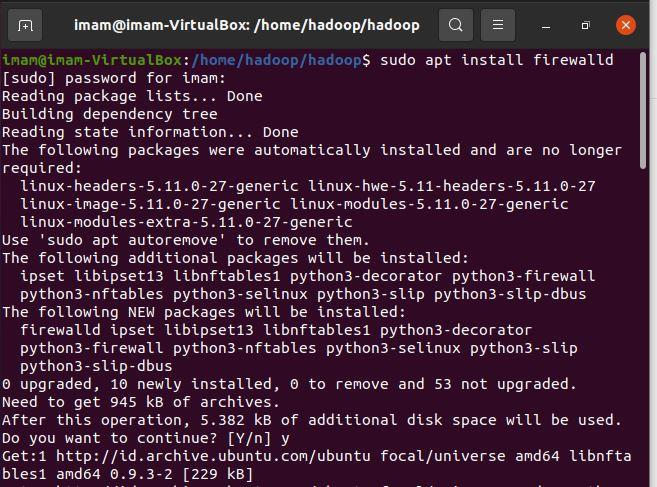 imam@imam-VirtualBox: /home/hadoop/hadoop
imam@imam-VirtualBox:/home/hadoop/hadoop$ sudo apt install firewalld
[sudo] password for imam:
Reading package lists... Done
Building dependency tree
Reading state information... Done
The following packages were automatically installed and are no longer
required:
  linux-headers-5.11.0-27-generic linux-hwe-5.11-headers-5.11.0-27
  linux-image-5.11.0-27-generic linux-modules-5.11.0-27-generic
  linux-modules-extra-5.11.0-27-generic
Use 'sudo apt autoremove' to remove them.
The following additional packages will be installed:
  ipset libipset13 libnftables1 python3-decorator python3-firewall
  python3-nftables python3-selinux python3-slip python3-slip-dbus
The following NEW packages will be installed:
  firewalld ipset libipset13 libnftables1 python3-decorator
  python3-firewall python3-nftables python3-selinux python3-slip
  python3-slip-dbus
0 upgraded, 10 newly installed, 0 to remove and 53 not upgraded.
Need to get 945 kB of archives.
After this operation, 5.382 kB of additional disk space will be used.
Do you want to continue? [Y/n] y
Get:1 http://id.archive.ubuntu.com/ubuntu focal/universe amd64 libnfta
bles1 amd64 0.9.3-2 [229 kB]